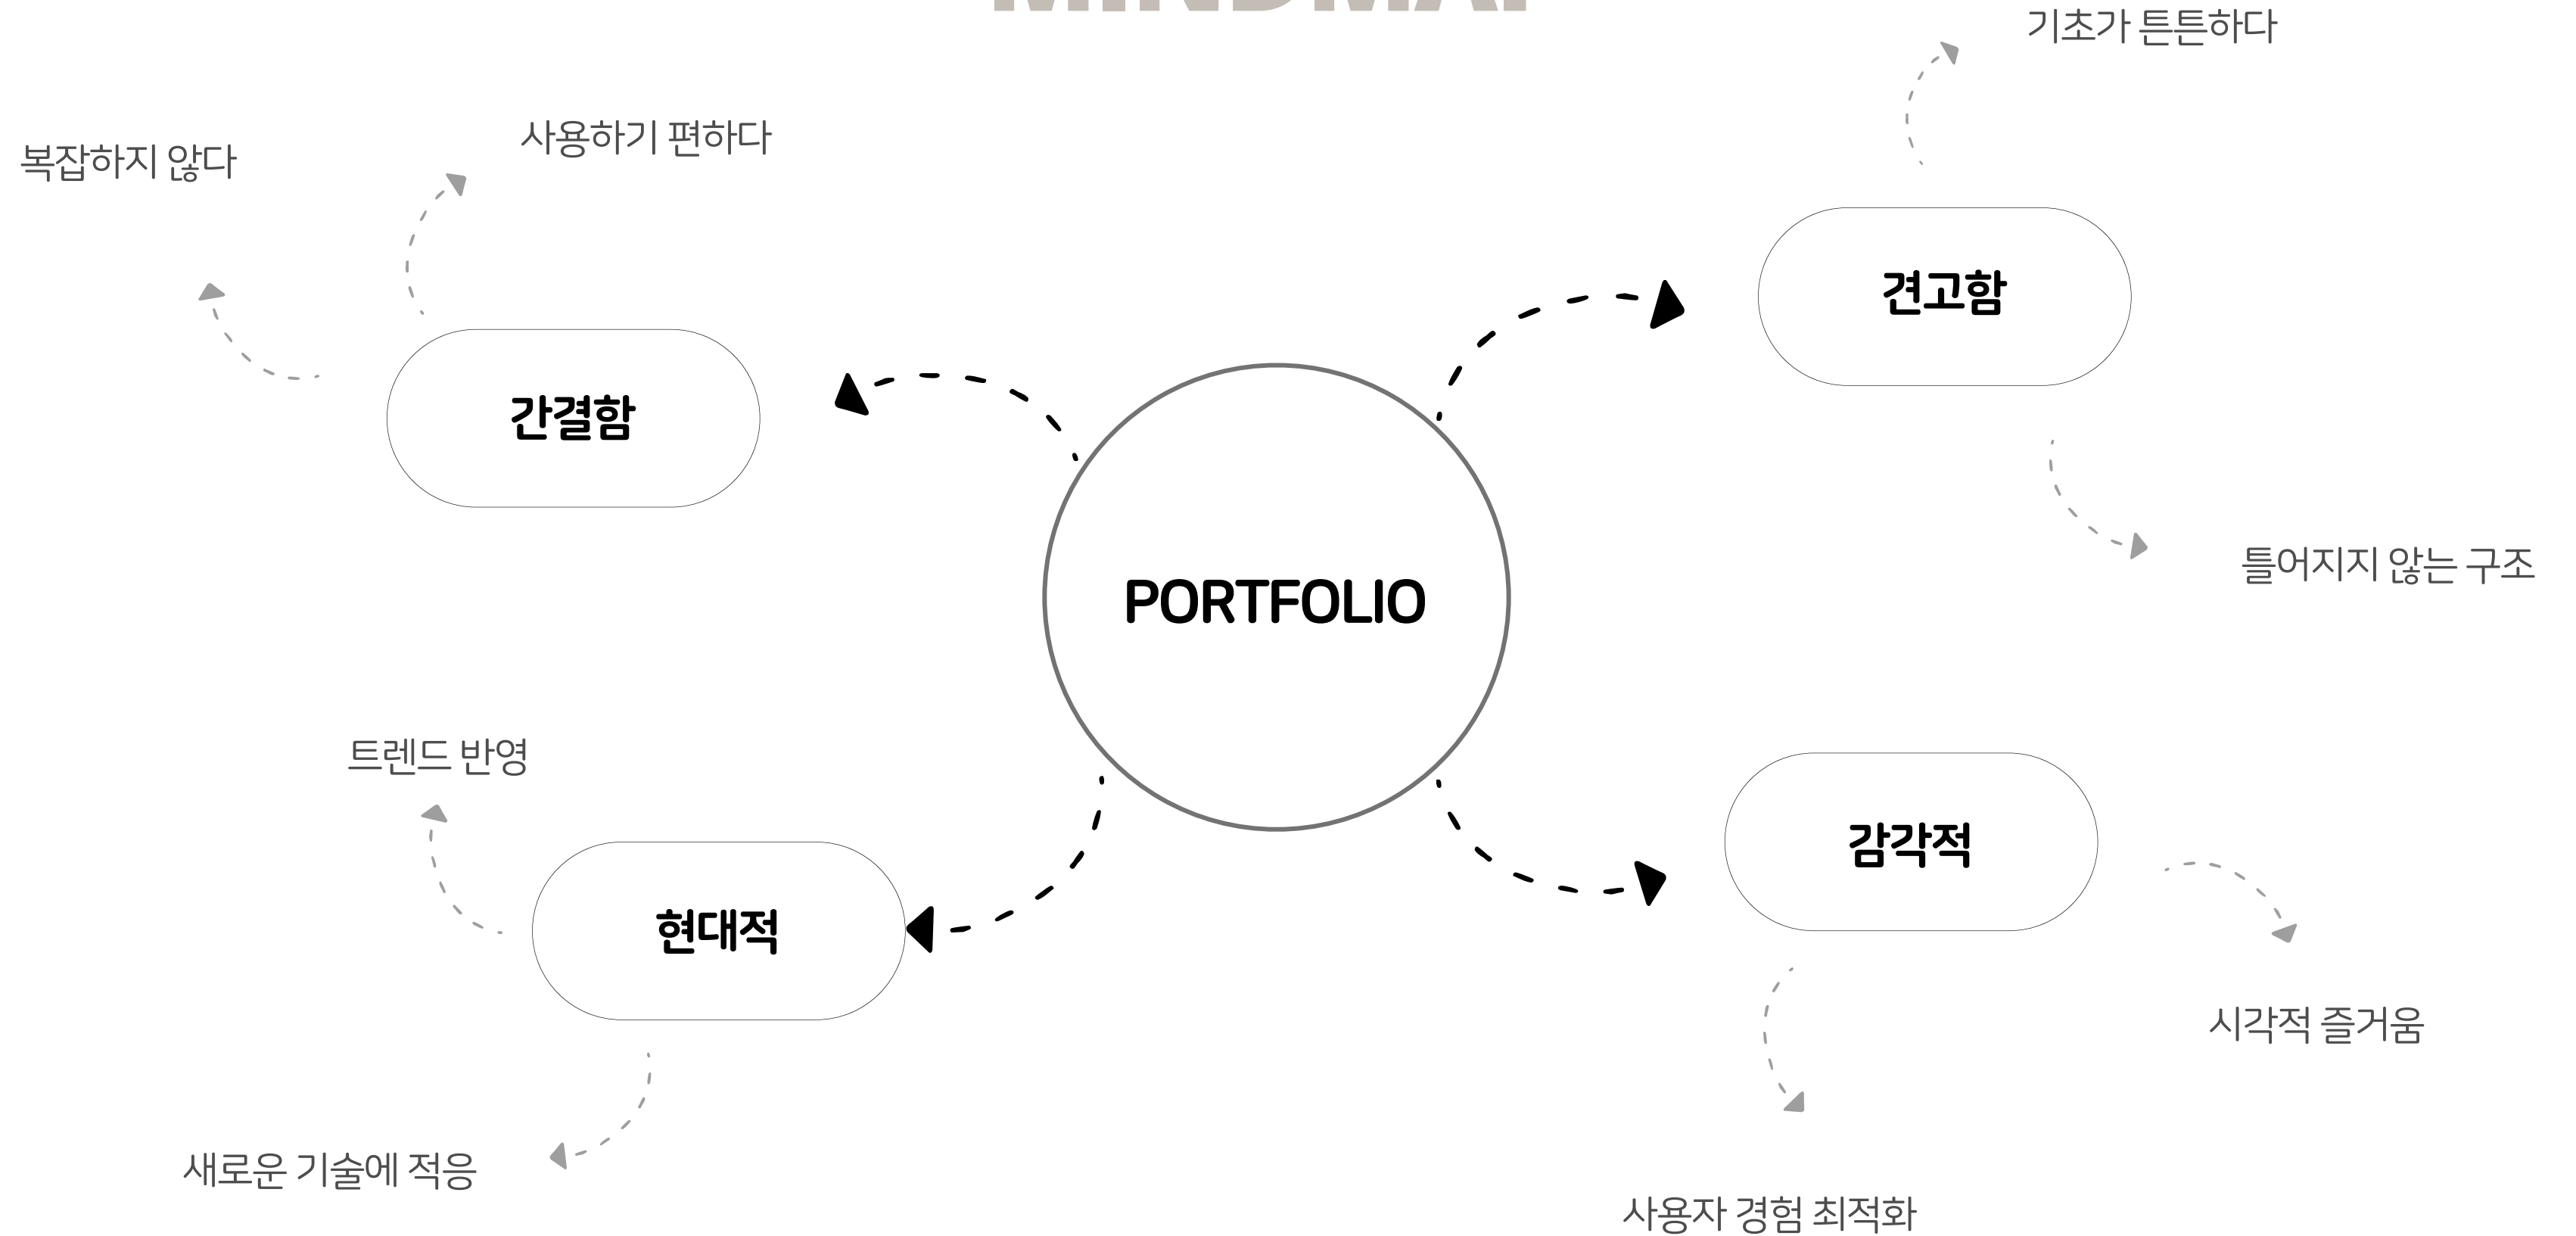 기초가 튼튼하다
사용하기 편하다
복잡하지 않다
견고함
간결함
틀어지지 않는 구조
PORTFOLIO
트렌드 반영
감각적
현대적
시각적 즐거움
새로운 기술에 적응
사용자 경험 최적화